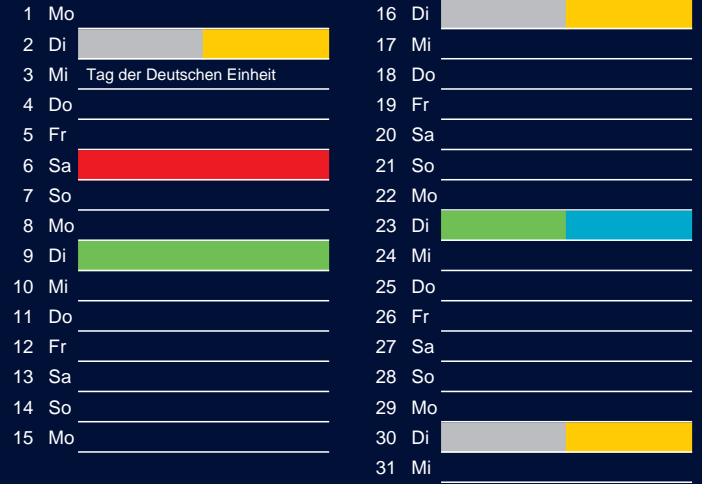 1 Mo
2 Di
3 Mi Tag der Deutschen Einheit
4 Do
5 Fr
6 Sa
7 So
8 Mo
9 Di
10 Mi
11 Do
12 Fr
13 Sa
14 So
15 Mo
16 Di
17 Mi
18 Do
19 Fr
20 Sa
21 So
22 Mo
23 Di
24 Mi
25 Do
26 Fr
27 Sa
28 So
29 Mo
30 Di
31 Mi